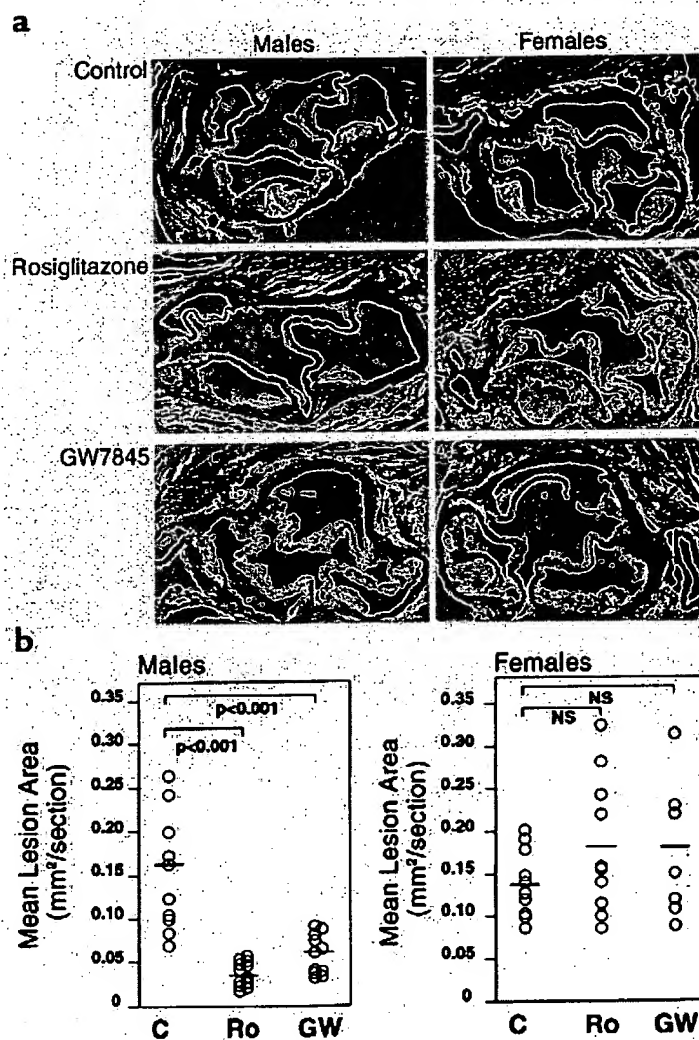 a
Males Females
Control
Rosiglitazone
GW7845
b
Males
Mean Lesion Area
(mm²/section)
0.35
0.30
0.25
0.20
0.15
0.10
0.05
0
p<0.001
p<0.001
C Ro GW
Females
Mean Lesion Area
(mm²/section)
0.35
0.30
0.25
0.20
0.15
0.10
0.05
0
NS
NS
C Ro GW